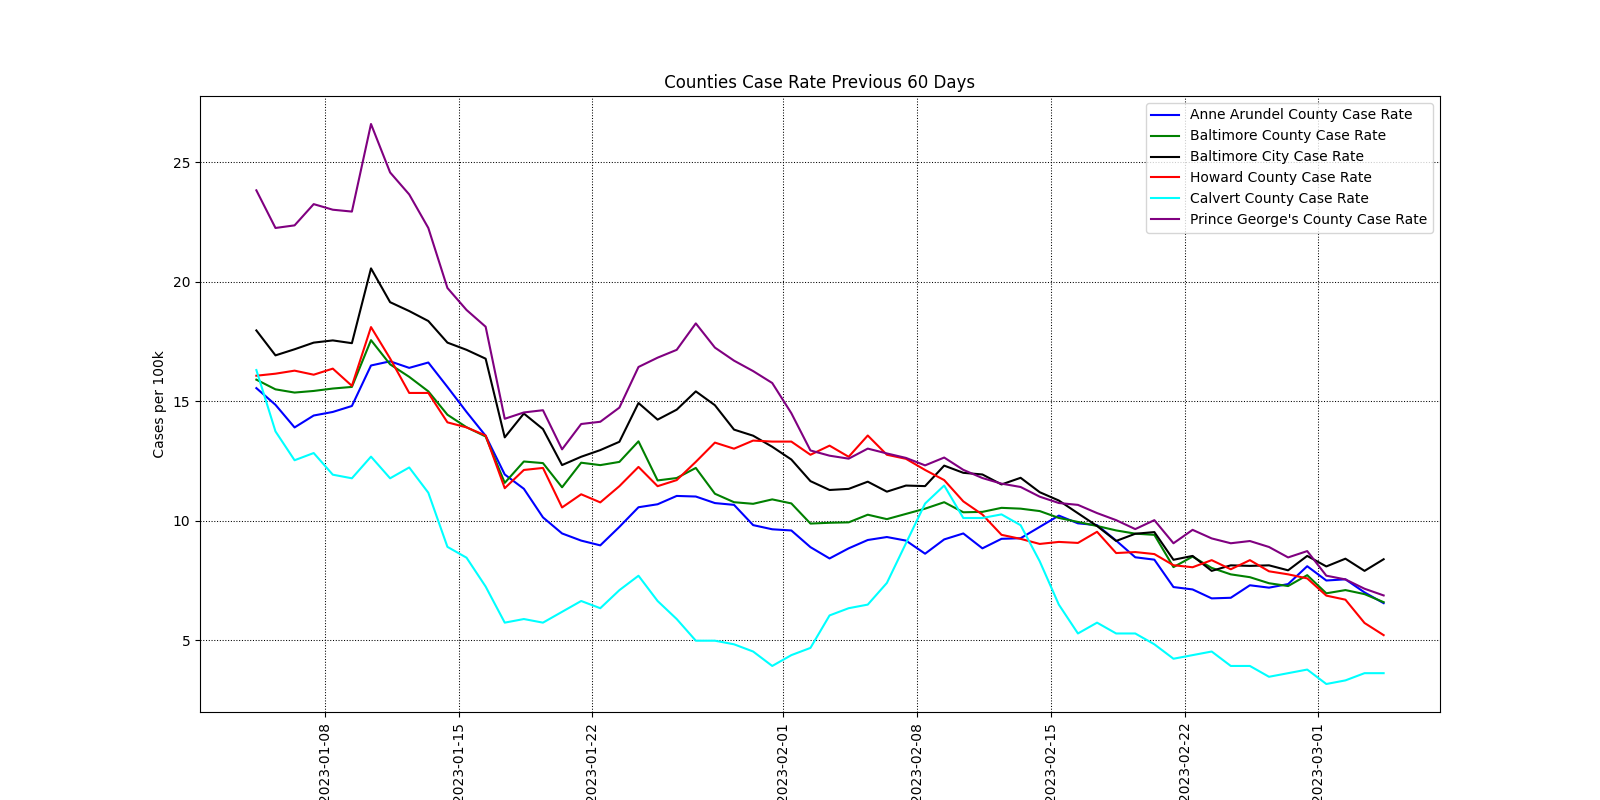 Counties Case Rate Previous 60 Days
Cases per 100k
25
20
15
10
5
Anne Arundel County Case Rate
Baltimore County Case Rate
Baltimore City Case Rate
Howard County Case Rate
Calvert County Case Rate
Prince George's County Case Rate
2023-01-08
2023-01-15
2023-01-22
2023-02-01
2023-02-08
2023-02-15
2023-02-22
2023-03-01